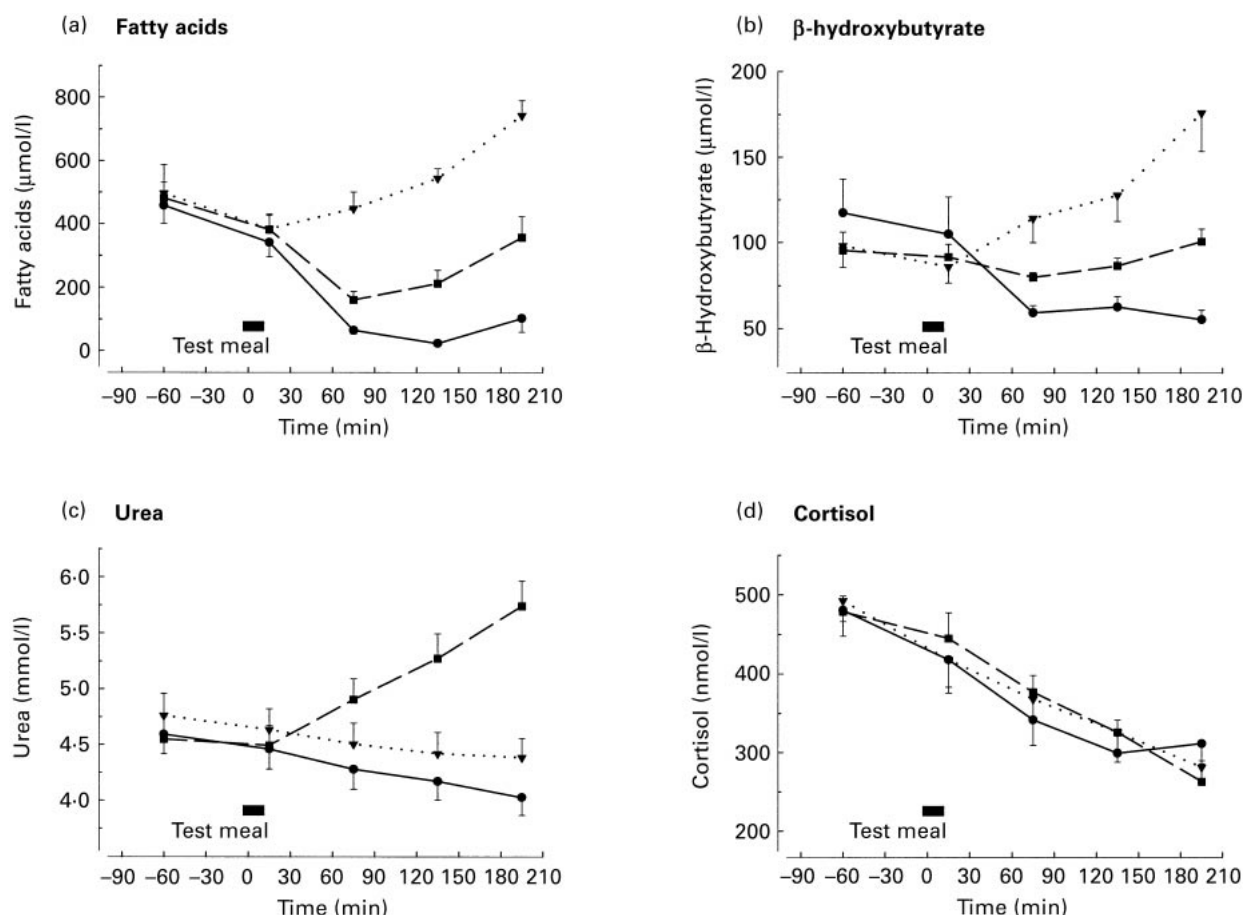 (a) Fatty acids
Fatty acids (µmol/l)
800
600
400
200
0
Test meal
–90 –60 –30 0 30 60 90 120 150 180 210
Time (min)
(b) β-hydroxybutyrate
β-Hydroxybutyrate (µmol/l)
200
175
150
125
100
75
50
Test meal
–90 –60 –30 0 30 60 90 120 150 180 210
Time (min)
(c) Urea
Urea (mmol/l)
6·0
5·5
5·0
4·5
4·0
Test meal
–90 –60 –30 0 30 60 90 120 150 180 210
Time (min)
(d) Cortisol
Cortisol (nmol/l)
500
400
300
200
Test meal
–90 –60 –30 0 30 60 90 120 150 180 210
Time (min)